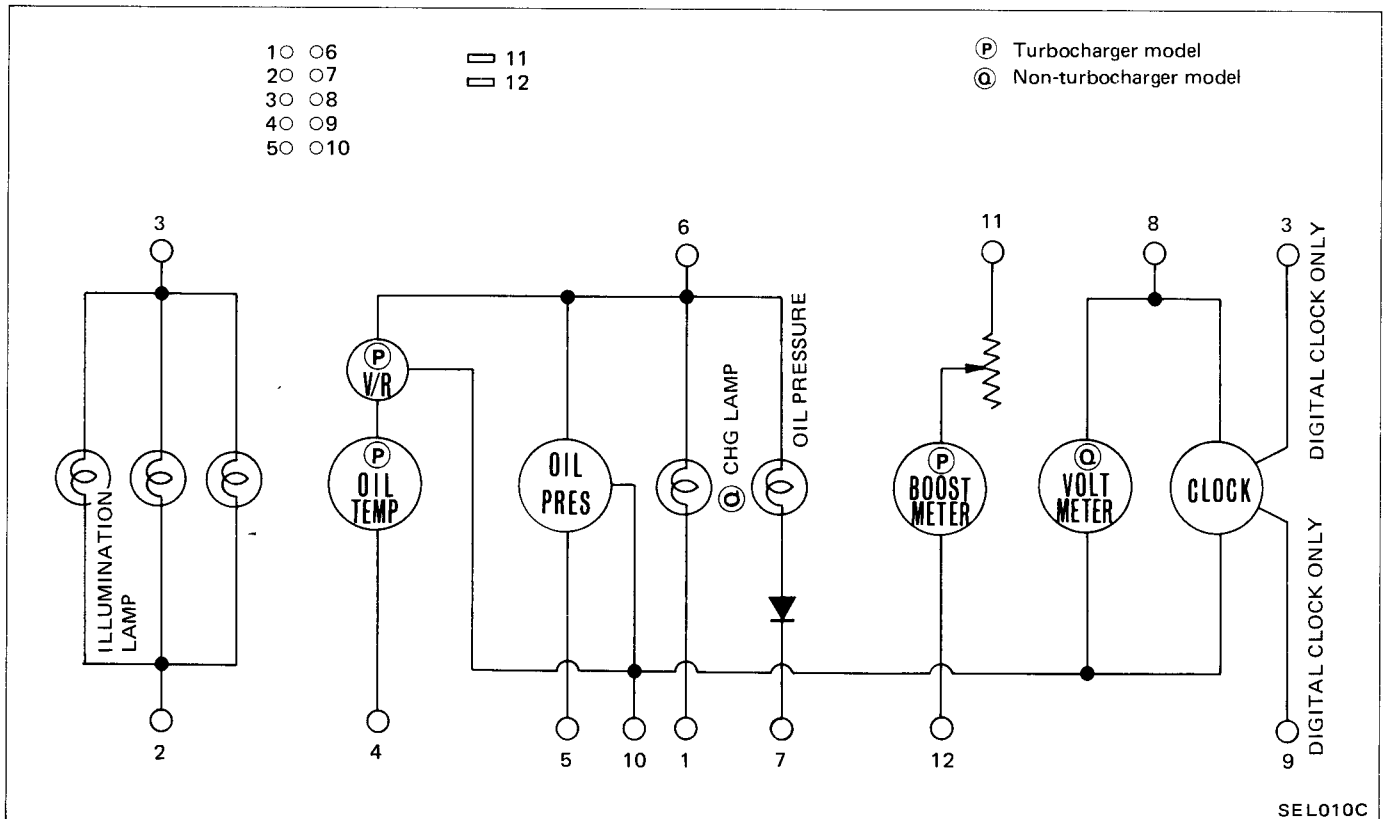 1 6
2 7
3 8
4 9
5 10
11
12
P Turbocharger model
Q Non-turbocharger model
3
6
11
8
3
ILLUMINATION
LAMP
P
V/R
P
OIL
TEMP
OIL
PRES
Q CHG LAMP
OIL PRESSURE
P
BOOST
METER
Q
VOLT
METER
CLOCK
DIGITAL CLOCK ONLY
DIGITAL CLOCK ONLY
2
4
5
10
1
7
12
9
SEL010C